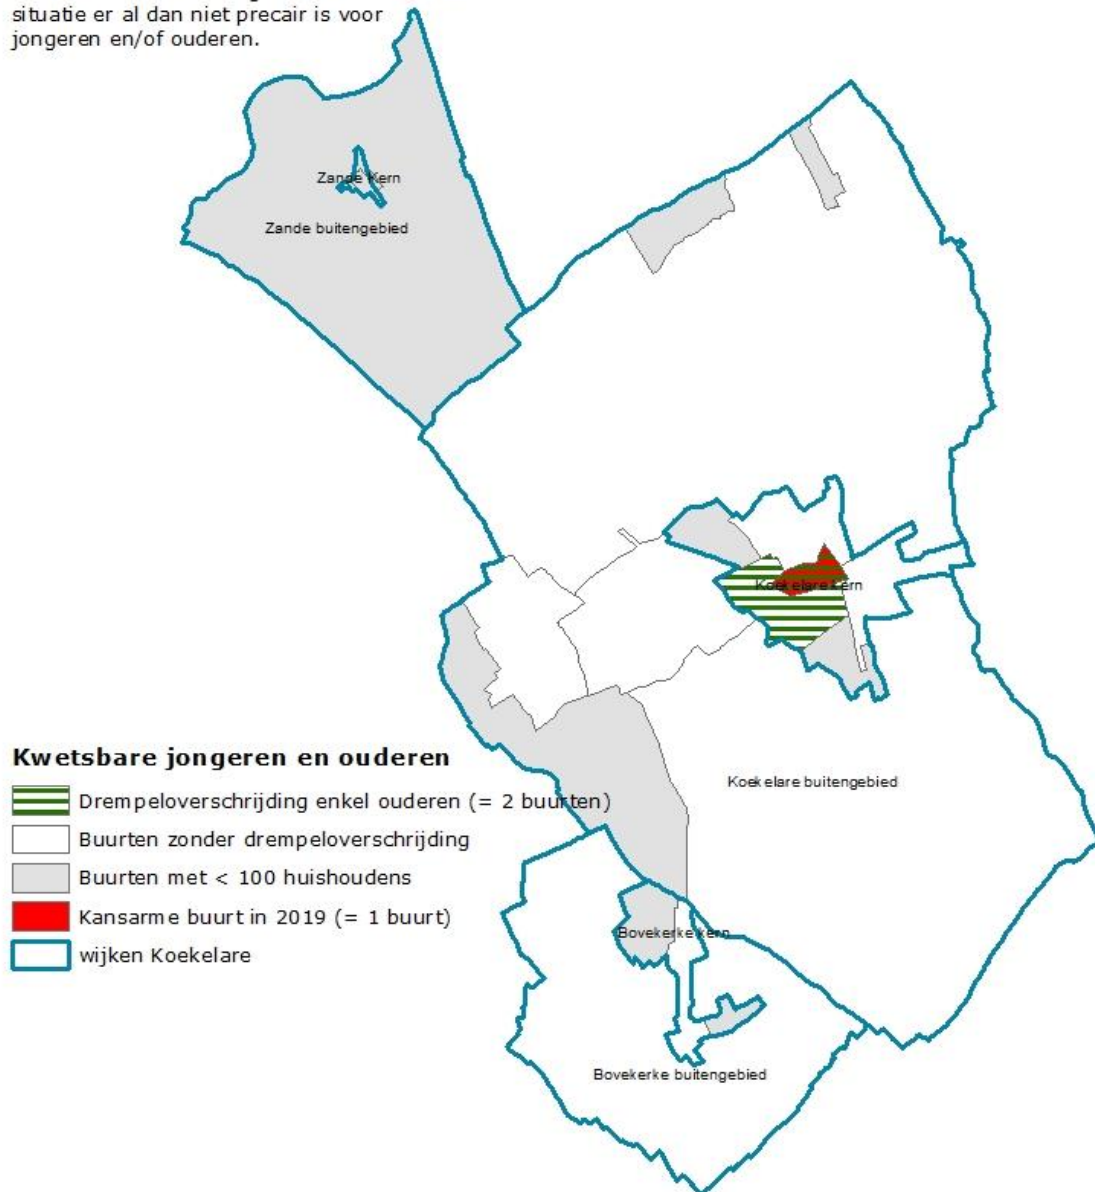 situatie er al dan niet precair is voor
jongeren en/of ouderen.
Zande Kern
Zande buitengebied
Koekelare kern
Kwetsbare jongeren en ouderen
Drempeloverschrijding enkel ouderen (= 2 buurten)
Koekelare buitengebied
Buurten zonder drempeloverschrijding
Buurten met < 100 huishoudens
Kansarme buurt in 2019 (= 1 buurt)
Bovekerke kern
wijken Koekelare
Bovekerke buitengebied